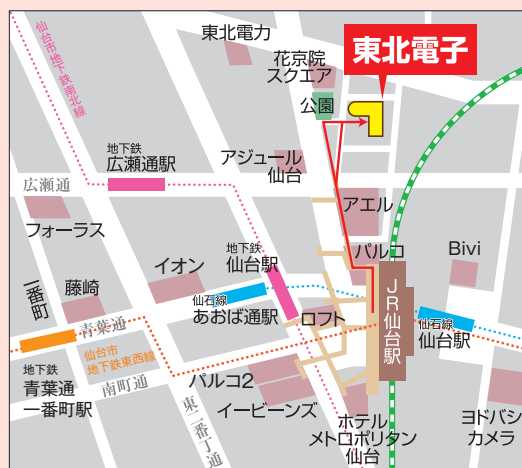 東北電力
東北電子
花京院
スクエア
公園
仙台市地下鉄南北線
地下鉄
広瀬通駅
アジュール
仙台
広瀬通
アエル
フォーラス
地下鉄
仙台駅
パルコ
Bivi
一番町
藤崎
イオン
仙石線
あおば通駅
ロフト
JR仙台駅
仙石線
仙台駅
青葉通
仙台市
地下鉄東西線
地下鉄
青葉通
一番町駅
南町通
パルコ2
イービーンズ
東二番丁通
ホテル
メトロポリタン
仙台
ヨドバシ
カメラ